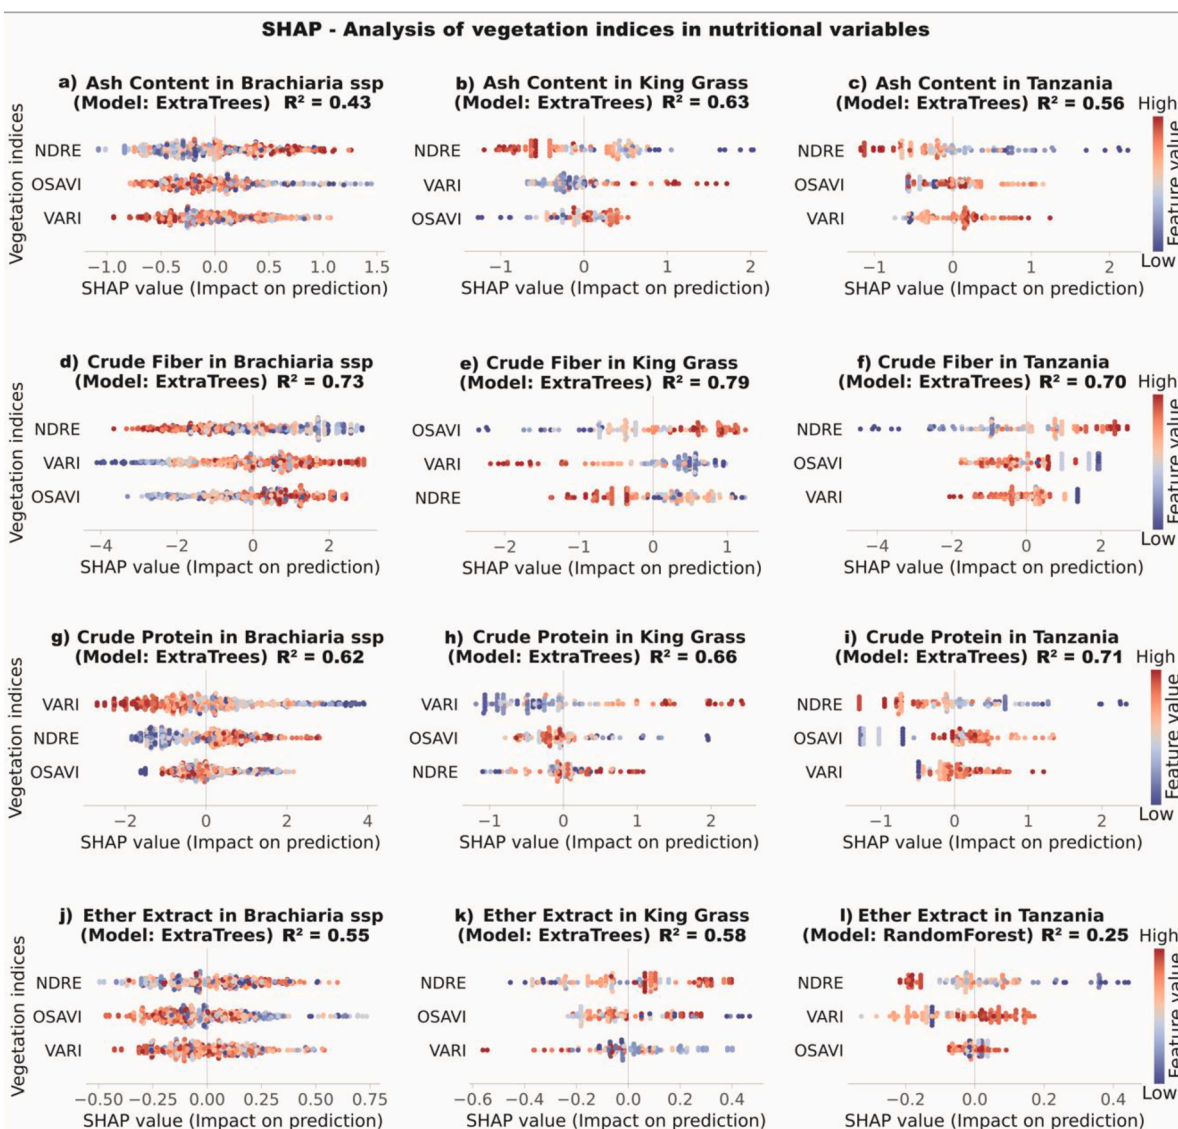 SHAP - Analysis of vegetation indices in nutritional variables
a) Ash Content in Brachiaria ssp
(Model: ExtraTrees) R² = 0.43
Vegetation indices
NDRE
OSAVI
VARI
−1.0 −0.5 0.0 0.5 1.0 1.5
SHAP value (Impact on prediction)
b) Ash Content in King Grass
(Model: ExtraTrees) R² = 0.63
NDRE
VARI
OSAVI
−1 0 1 2
SHAP value (Impact on prediction)
c) Ash Content in Tanzania
(Model: ExtraTrees) R² = 0.56
NDRE
OSAVI
VARI
−1 0 1 2
SHAP value (Impact on prediction)
High
Feature value
Low
d) Crude Fiber in Brachiaria ssp
(Model: ExtraTrees) R² = 0.73
Vegetation indices
NDRE
VARI
OSAVI
−4 −2 0 2
SHAP value (Impact on prediction)
e) Crude Fiber in King Grass
(Model: ExtraTrees) R² = 0.79
OSAVI
VARI
NDRE
−2 −1 0 1
SHAP value (Impact on prediction)
f) Crude Fiber in Tanzania
(Model: ExtraTrees) R² = 0.70
NDRE
OSAVI
VARI
−4 −2 0 2
SHAP value (Impact on prediction)
High
Feature value
Low
g) Crude Protein in Brachiaria ssp
(Model: ExtraTrees) R² = 0.62
Vegetation indices
VARI
NDRE
OSAVI
−2 0 2 4
SHAP value (Impact on prediction)
h) Crude Protein in King Grass
(Model: ExtraTrees) R² = 0.66
VARI
OSAVI
NDRE
−1 0 1 2
SHAP value (Impact on prediction)
i) Crude Protein in Tanzania
(Model: ExtraTrees) R² = 0.71
NDRE
OSAVI
VARI
−1 0 1 2
SHAP value (Impact on prediction)
High
Feature value
Low
j) Ether Extract in Brachiaria ssp
(Model: ExtraTrees) R² = 0.55
Vegetation indices
NDRE
OSAVI
VARI
−0.50 −0.25 0.00 0.25 0.50 0.75
SHAP value (Impact on prediction)
k) Ether Extract in King Grass
(Model: ExtraTrees) R² = 0.58
NDRE
OSAVI
VARI
−0.6 −0.4 −0.2 0.0 0.2 0.4
SHAP value (Impact on prediction)
l) Ether Extract in Tanzania
(Model: RandomForest) R² = 0.25
NDRE
VARI
OSAVI
−0.2 0.0 0.2 0.4
SHAP value (Impact on prediction)
High
Feature value
Low